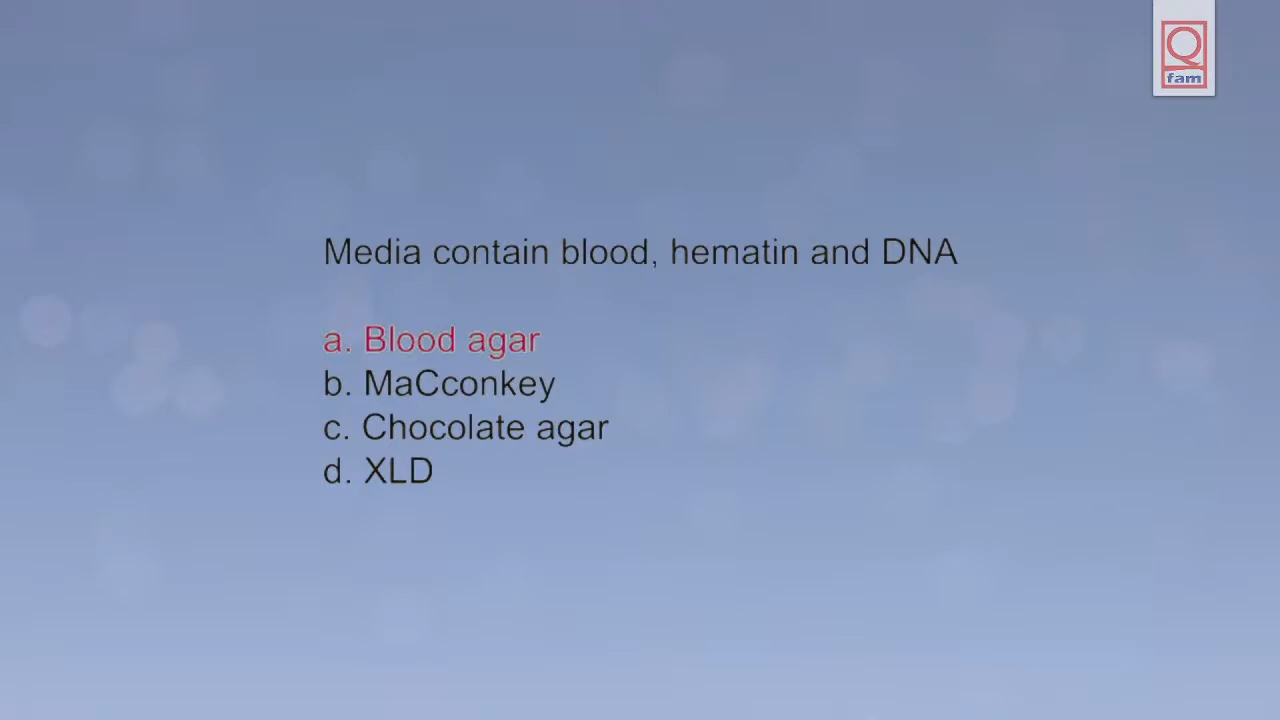 Q
fam
Media contain blood, hematin and DNA
a. Blood agar
b. MaCconkey
c. Chocolate agar
d. XLD